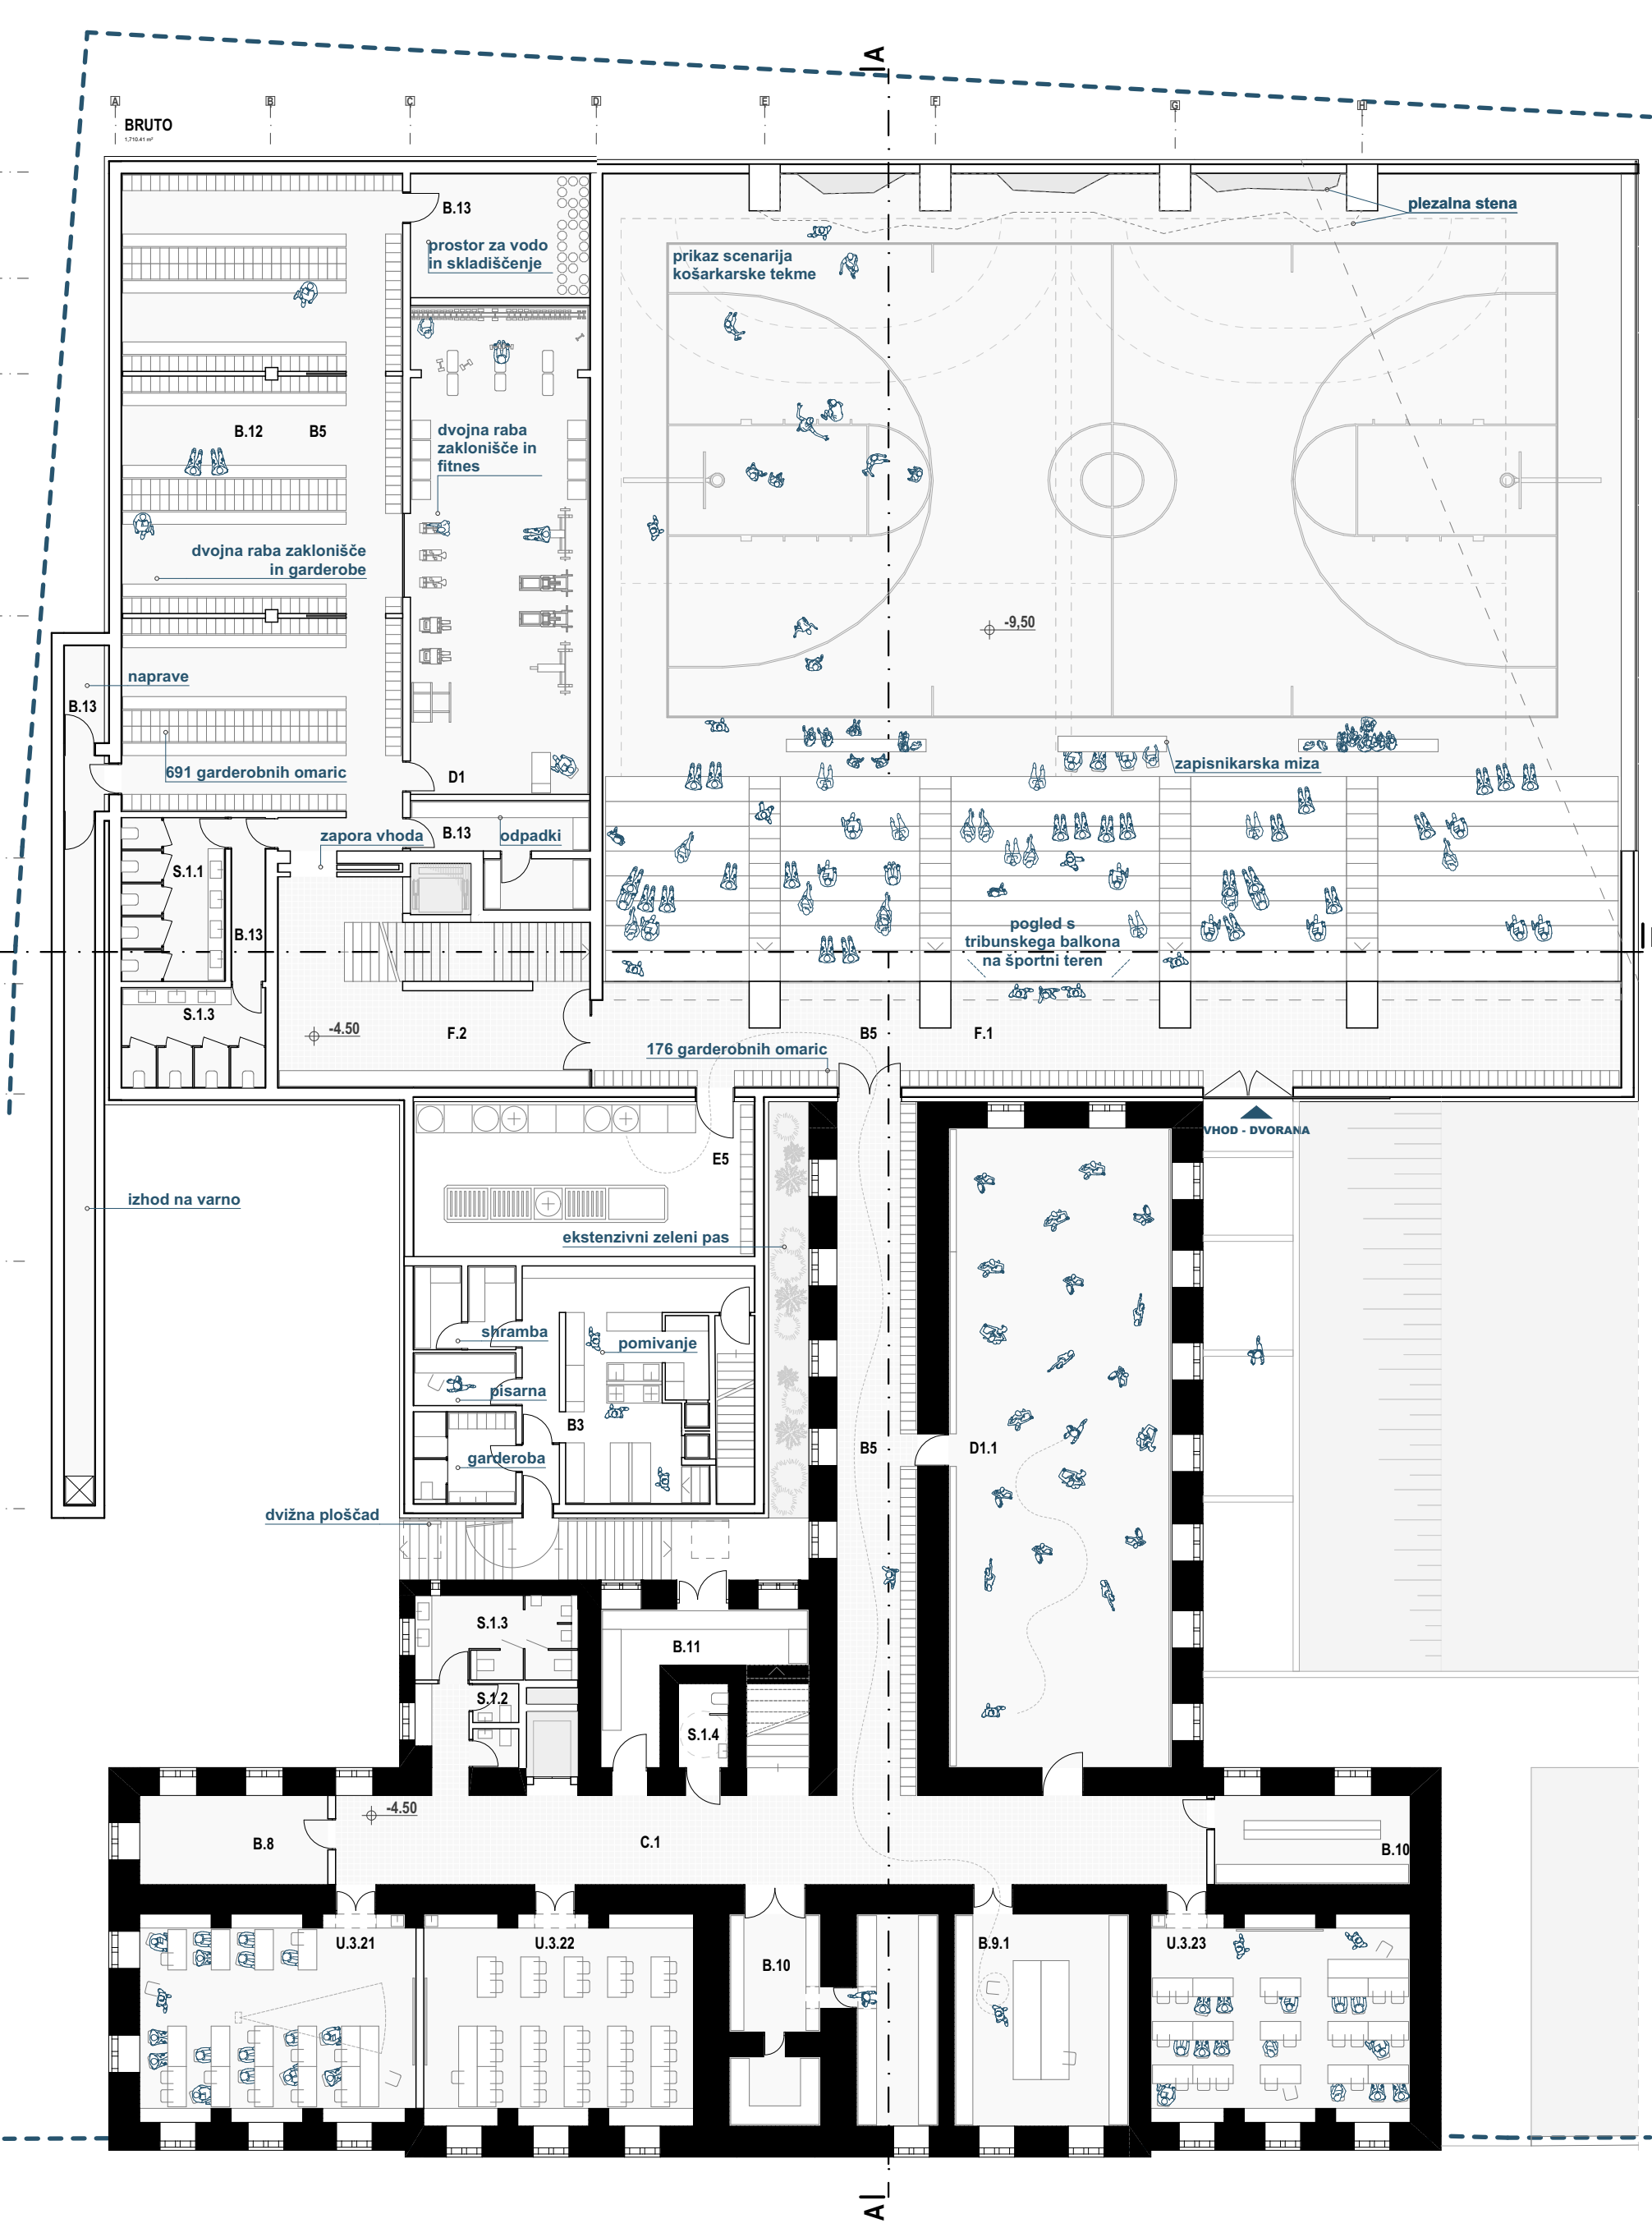 A
A
B
C
D
E
F
G
H
BRUTO
1,710.41 m²
B.13
prostor za vodo
in skladiščenje
plezalna stena
prikaz scenarija
košarkarske tekme
B.12
B5
dvojna raba
zaklonišče in
fitnes
dvojna raba zaklonišče
in garderobe
-9,50
naprave
B.13
691 garderobnih omaric
D1
zapisnikarska miza
zapora vhoda
B.13
odpadki
S.1.1
B.13
pogled s
tribunskega balkona
na športni teren
S.1.3
-4.50
F.2
B5
F.1
176 garderobnih omaric
VHOD - DVORANA
E5
izhod na varno
ekstenzivni zeleni pas
shramba
pomivanje
pisarna
B3
garderoba
B5
D1.1
dvižna ploščad
S.1.3
B.11
S.1.2
S.1.4
-4.50
B.8
C.1
B.10
U.3.21
U.3.22
B.10
B.9.1
U.3.23
A